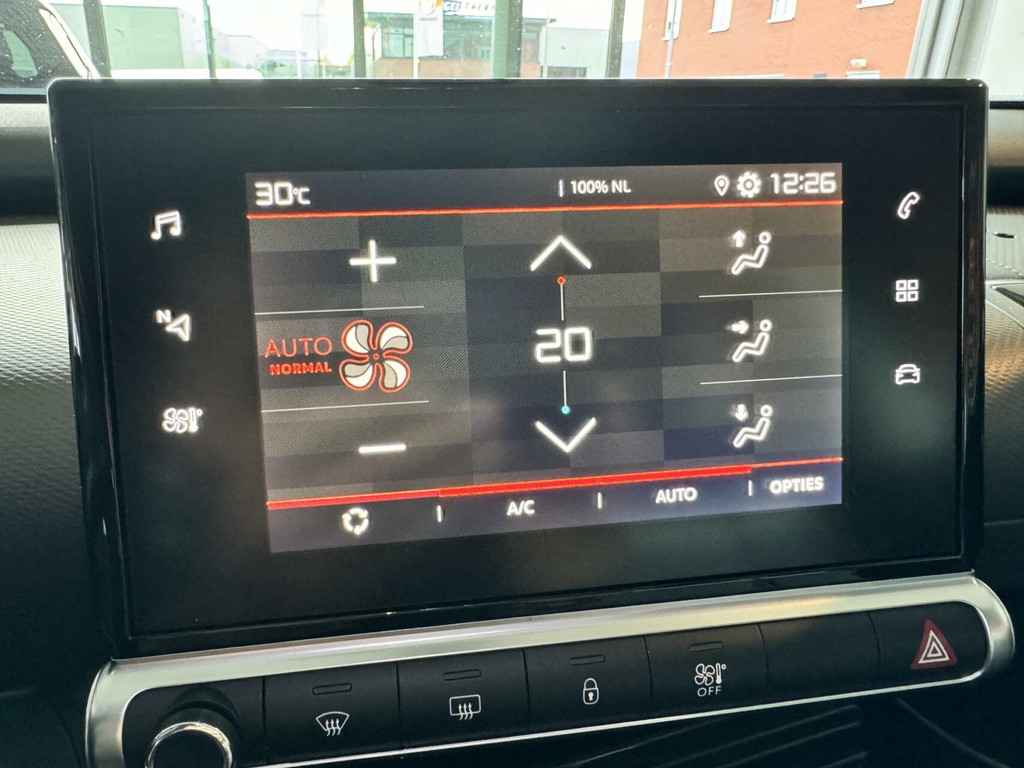 30°C
100% NL
12:26
N
AUTO
NORMAL
20
A/C
AUTO
OPTIES
OFF